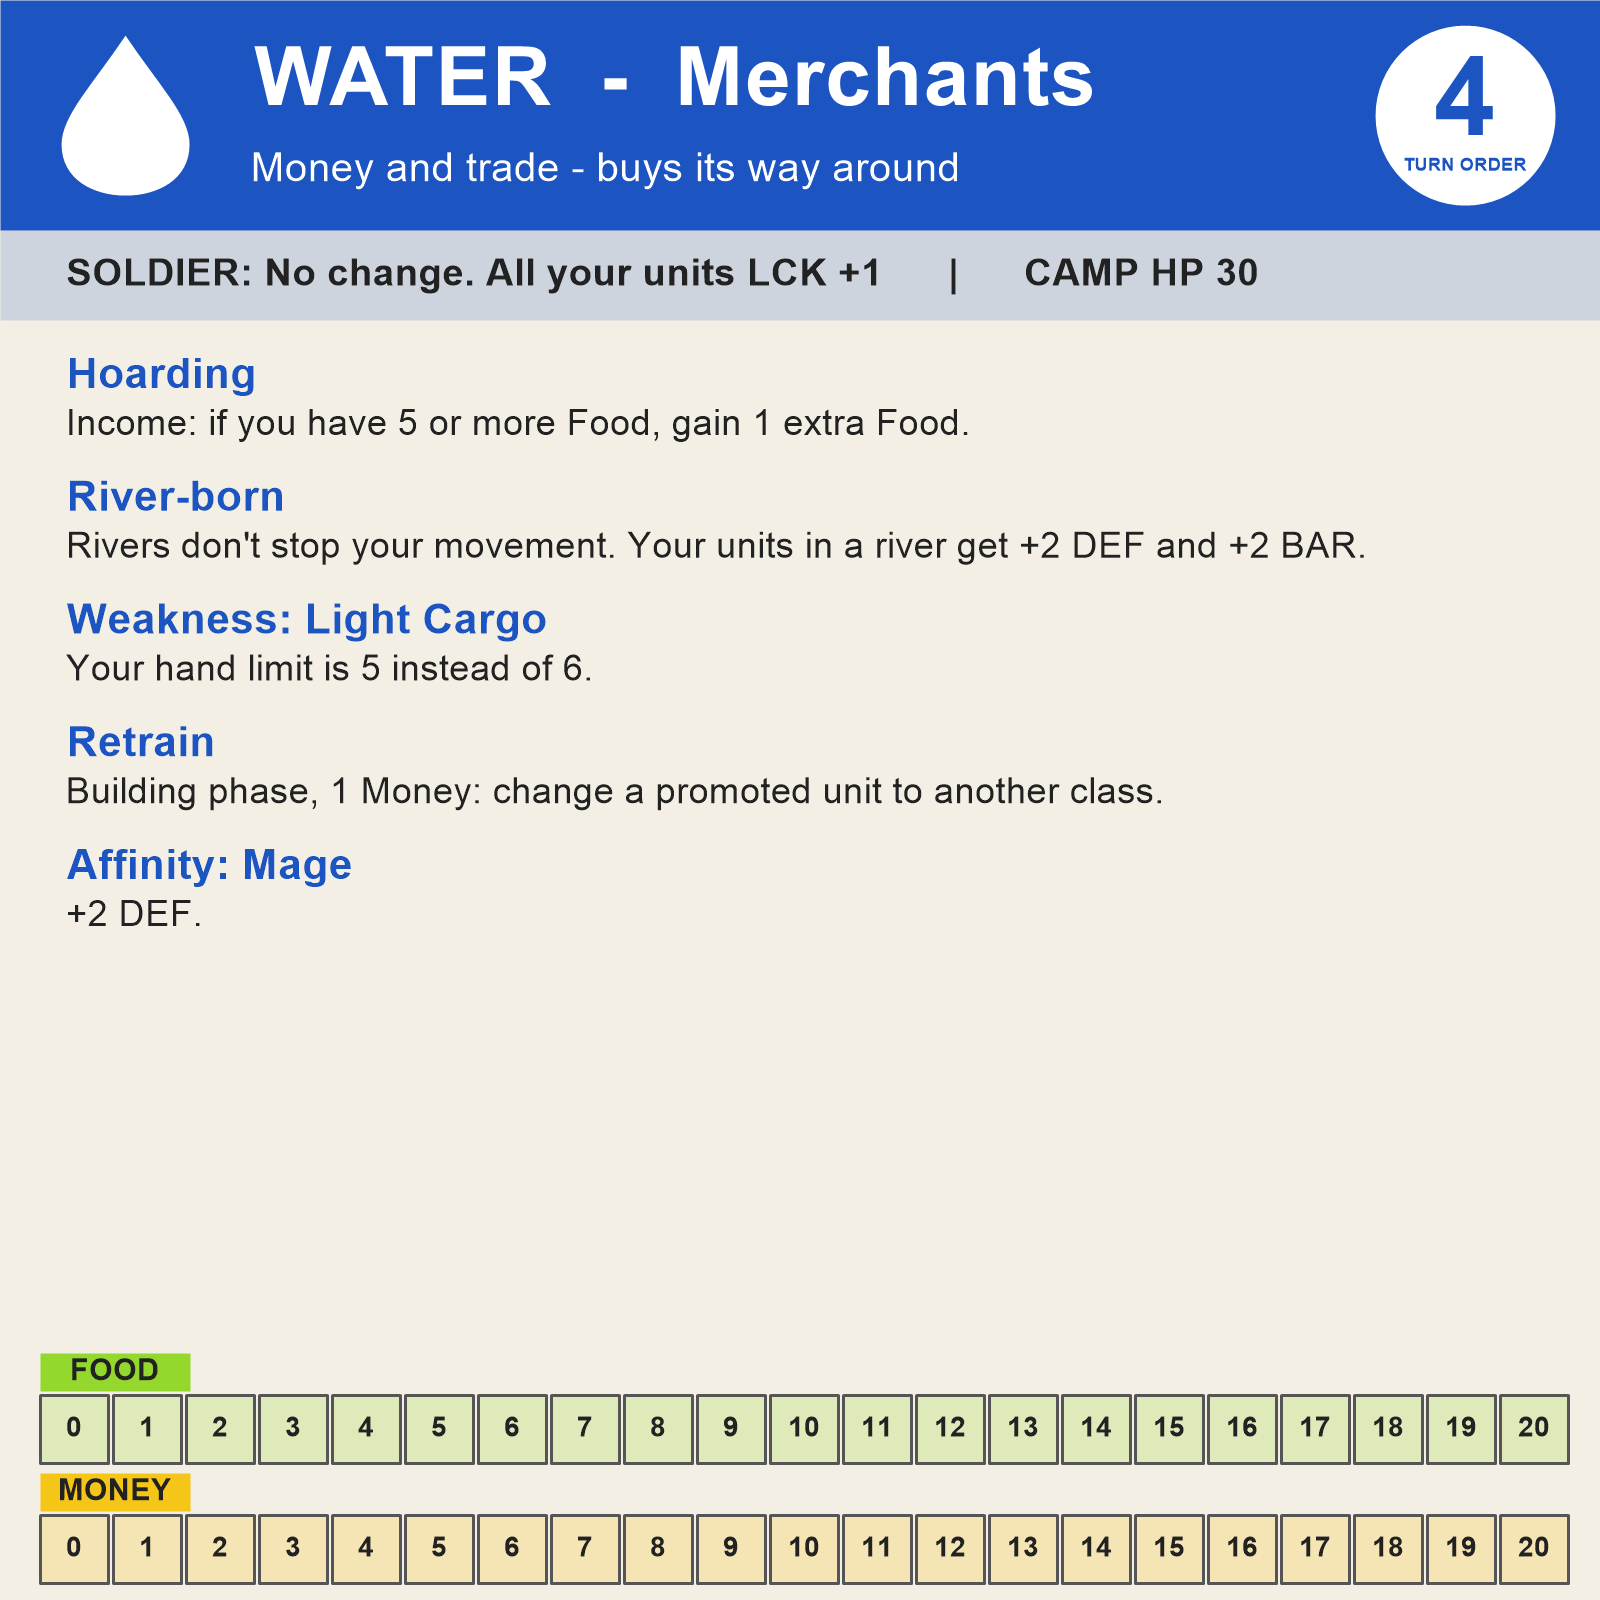 WATER - Merchants
Money and trade - buys its way around
4
TURN ORDER
SOLDIER: No change. All your units LCK +1 | CAMP HP 30
Hoarding
Income: if you have 5 or more Food, gain 1 extra Food.
River-born
Rivers don't stop your movement. Your units in a river get +2 DEF and +2 BAR.
Weakness: Light Cargo
Your hand limit is 5 instead of 6.
Retrain
Building phase, 1 Money: change a promoted unit to another class.
Affinity: Mage
+2 DEF.
FOOD
0 1 2 3 4 5 6 7 8 9 10 11 12 13 14 15 16 17 18 19 20
MONEY
0 1 2 3 4 5 6 7 8 9 10 11 12 13 14 15 16 17 18 19 20